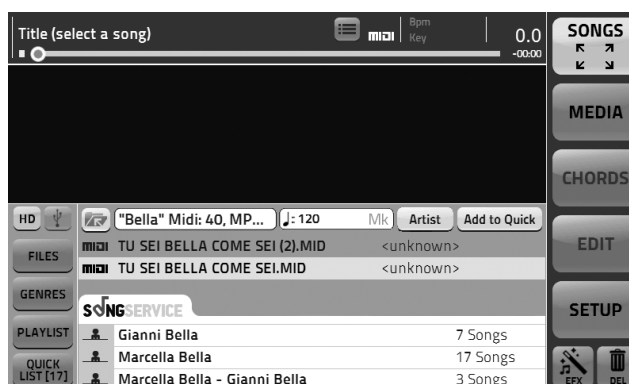 Title (select a song)
MIDI
Bpm
Key
0.0
-00:00
SONGS
MEDIA
CHORDS
EDIT
SETUP
EFX
DEL
HD
FILES
GENRES
PLAYLIST
QUICK
LIST [17]
"Bella" Midi: 40, MP...
: 120
Mk
Artist
Add to Quick
MIDI TU SEI BELLA COME SEI (2).MID <unknown>
MIDI TU SEI BELLA COME SEI.MID <unknown>
SONGSERVICE
Gianni Bella 7 Songs
Marcella Bella 17 Songs
Marcella Bella - Gianni Bella 3 Songs